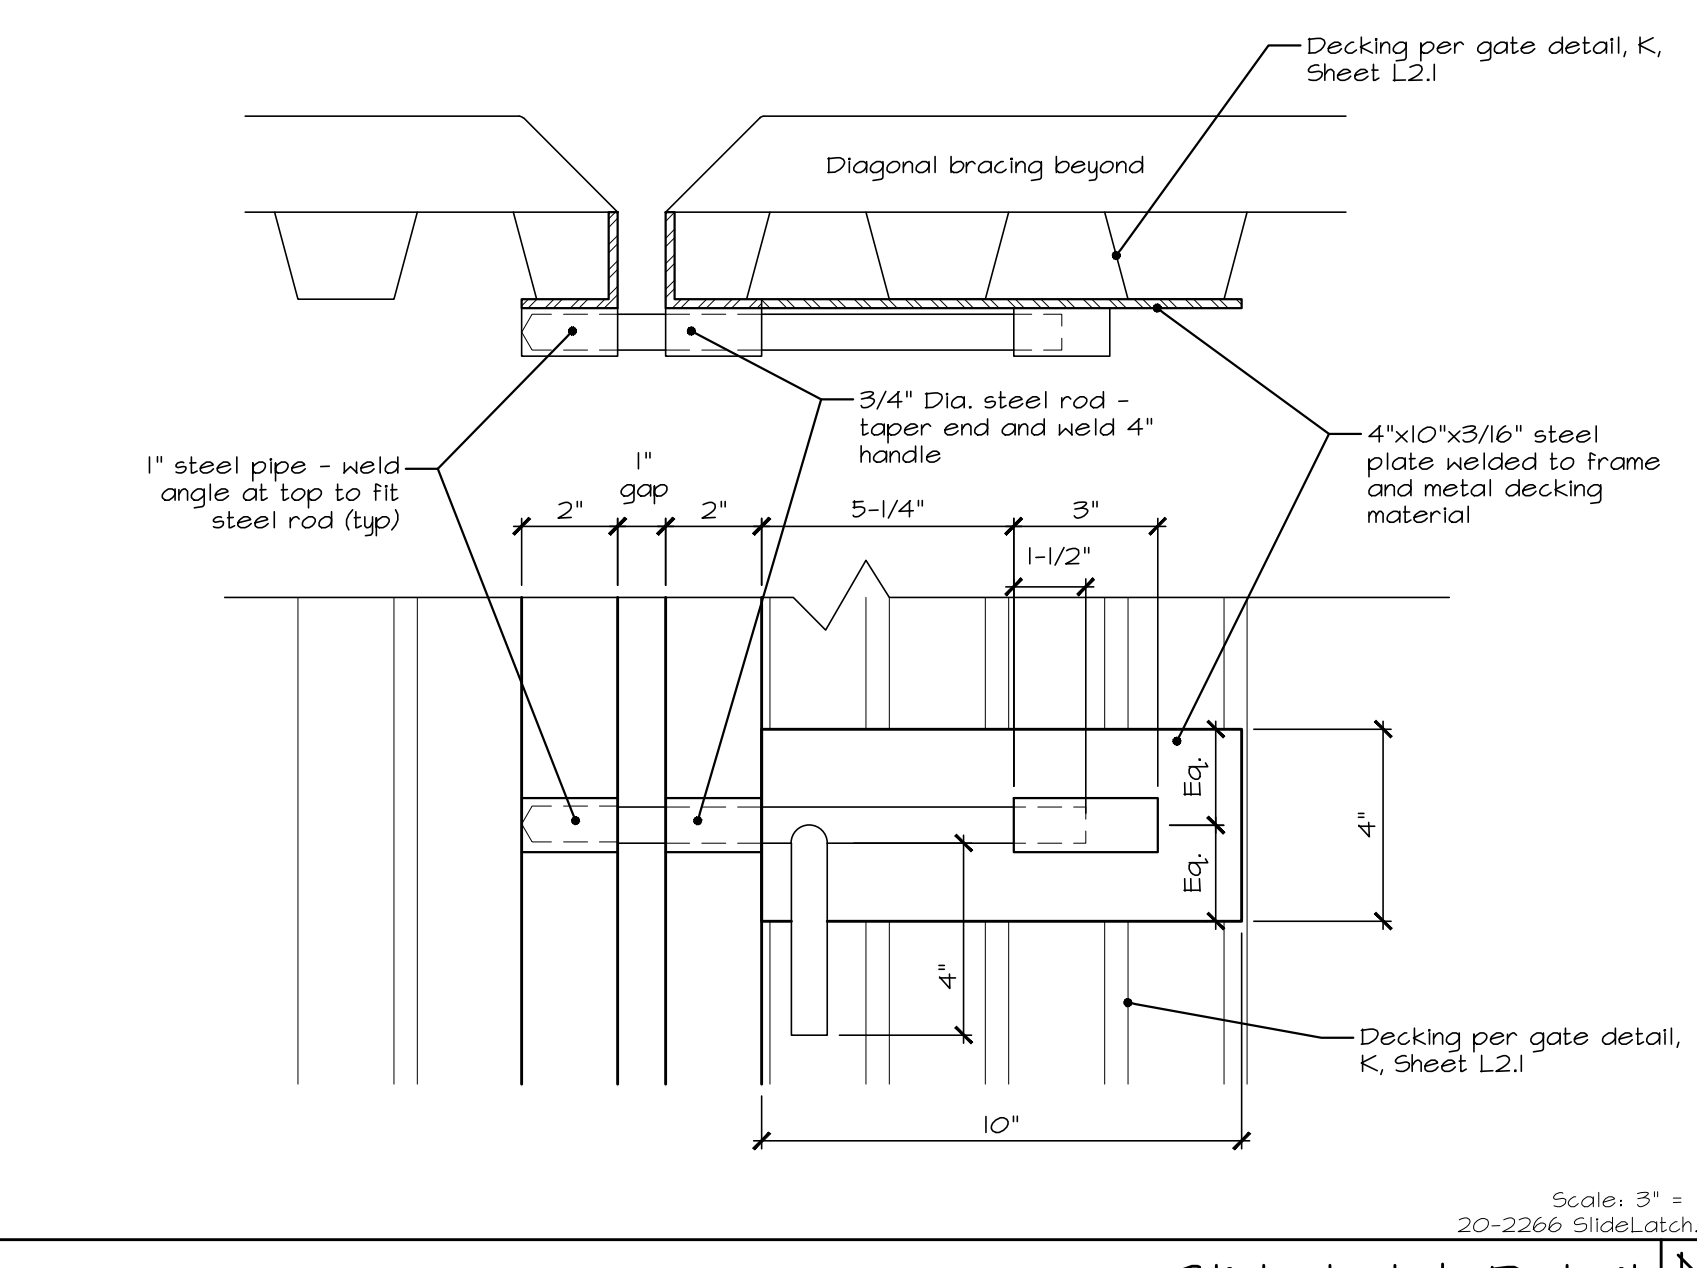 Decking per gate detail, K,
Sheet L2.1
Diagonal bracing beyond
3/4" Dia. steel rod -
taper end and weld 4"
handle
4"x10"x3/16" steel
plate welded to frame
and metal decking
material
1" steel pipe - weld
angle at top to fit
steel rod (typ)
1"
gap
2"
2"
5-1/4"
3"
1-1/2"
Eq.
Eq.
4"
4"
Decking per gate detail,
K, Sheet L2.1
10"
Scale: 3" =
20-2266 SlideLatch.